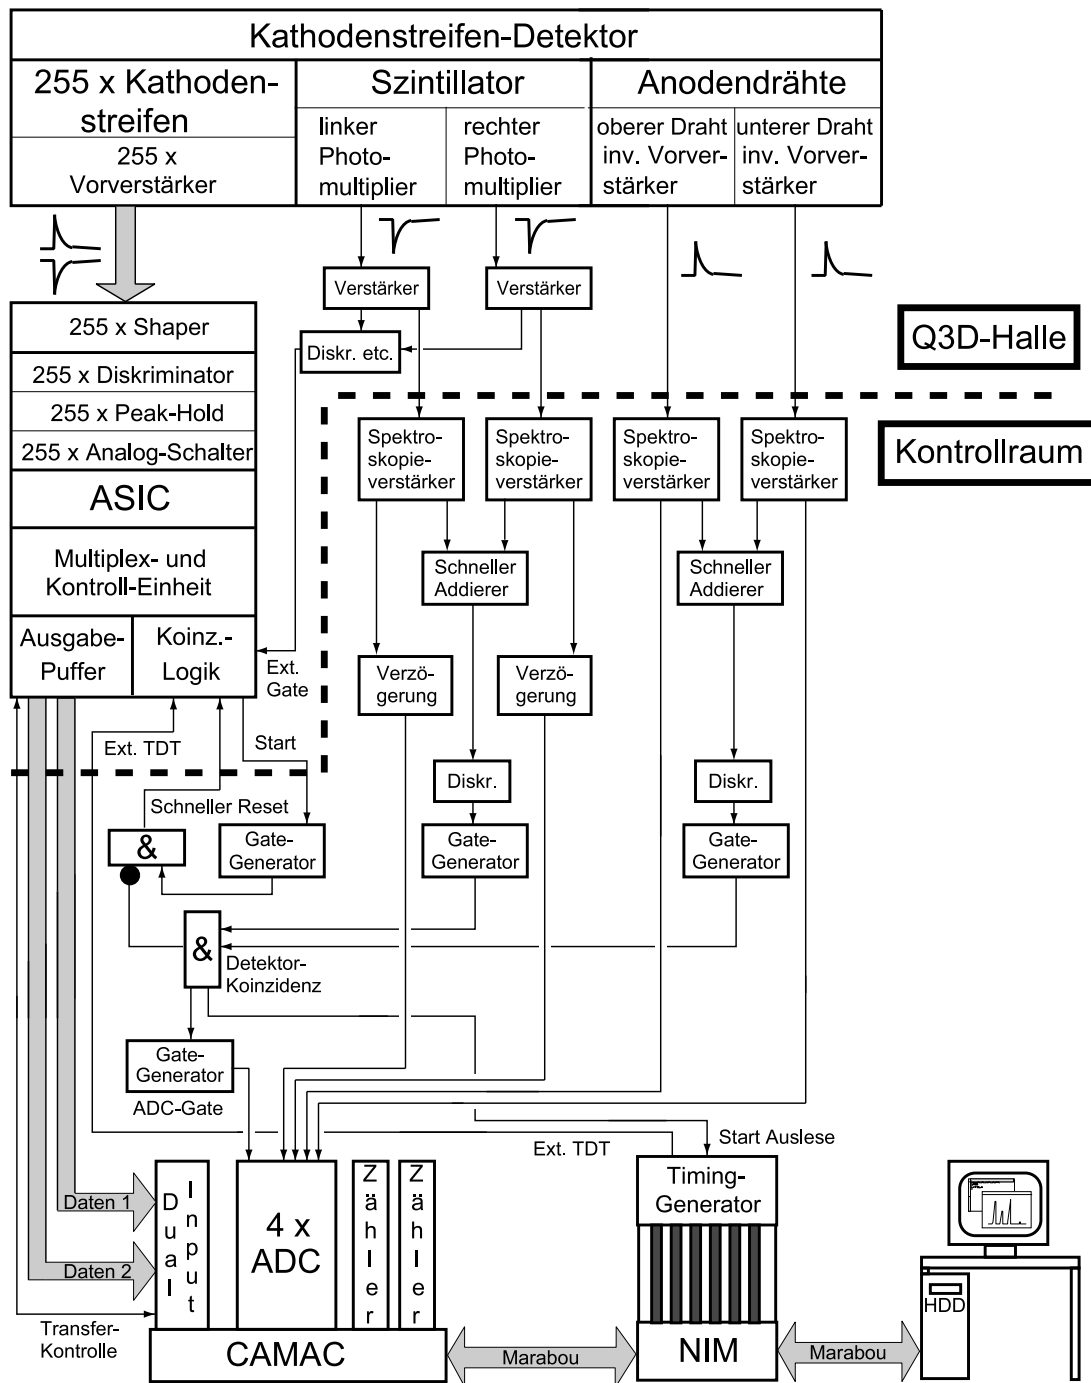 Kathodenstreifen-Detektor
255 x Kathoden-
streifen
255 x
Vorverstärker
Szintillator
linker
Photo-
multiplier
rechter
Photo-
multiplier
Anodendrähte
oberer Draht
inv. Vorver-
stärker
unterer Draht
inv. Vorver-
stärker
Verstärker
Verstärker
Diskr. etc.
Q3D-Halle
Kontrollraum
255 x Shaper
255 x Diskriminator
255 x Peak-Hold
255 x Analog-Schalter
ASIC
Multiplex- und
Kontroll-Einheit
Ausgabe-
Puffer
Koinz.-
Logik
Ext.
Gate
Spektro-
skopie-
verstärker
Spektro-
skopie-
verstärker
Spektro-
skopie-
verstärker
Spektro-
skopie-
verstärker
Schneller
Addierer
Schneller
Addierer
Verzö-
gerung
Verzö-
gerung
Ext. TDT
Start
Diskr.
Diskr.
Schneller Reset
&
Gate-
Generator
Gate-
Generator
Gate-
Generator
&
Detektor-
Koinzidenz
Gate-
Generator
ADC-Gate
Ext. TDT
Start Auslese
Daten 1
Daten 2
Transfer-
Kontrolle
Dual
Input
4 x
ADC
Zähler
Zähler
CAMAC
Marabou
Timing-
Generator
NIM
Marabou
HDD